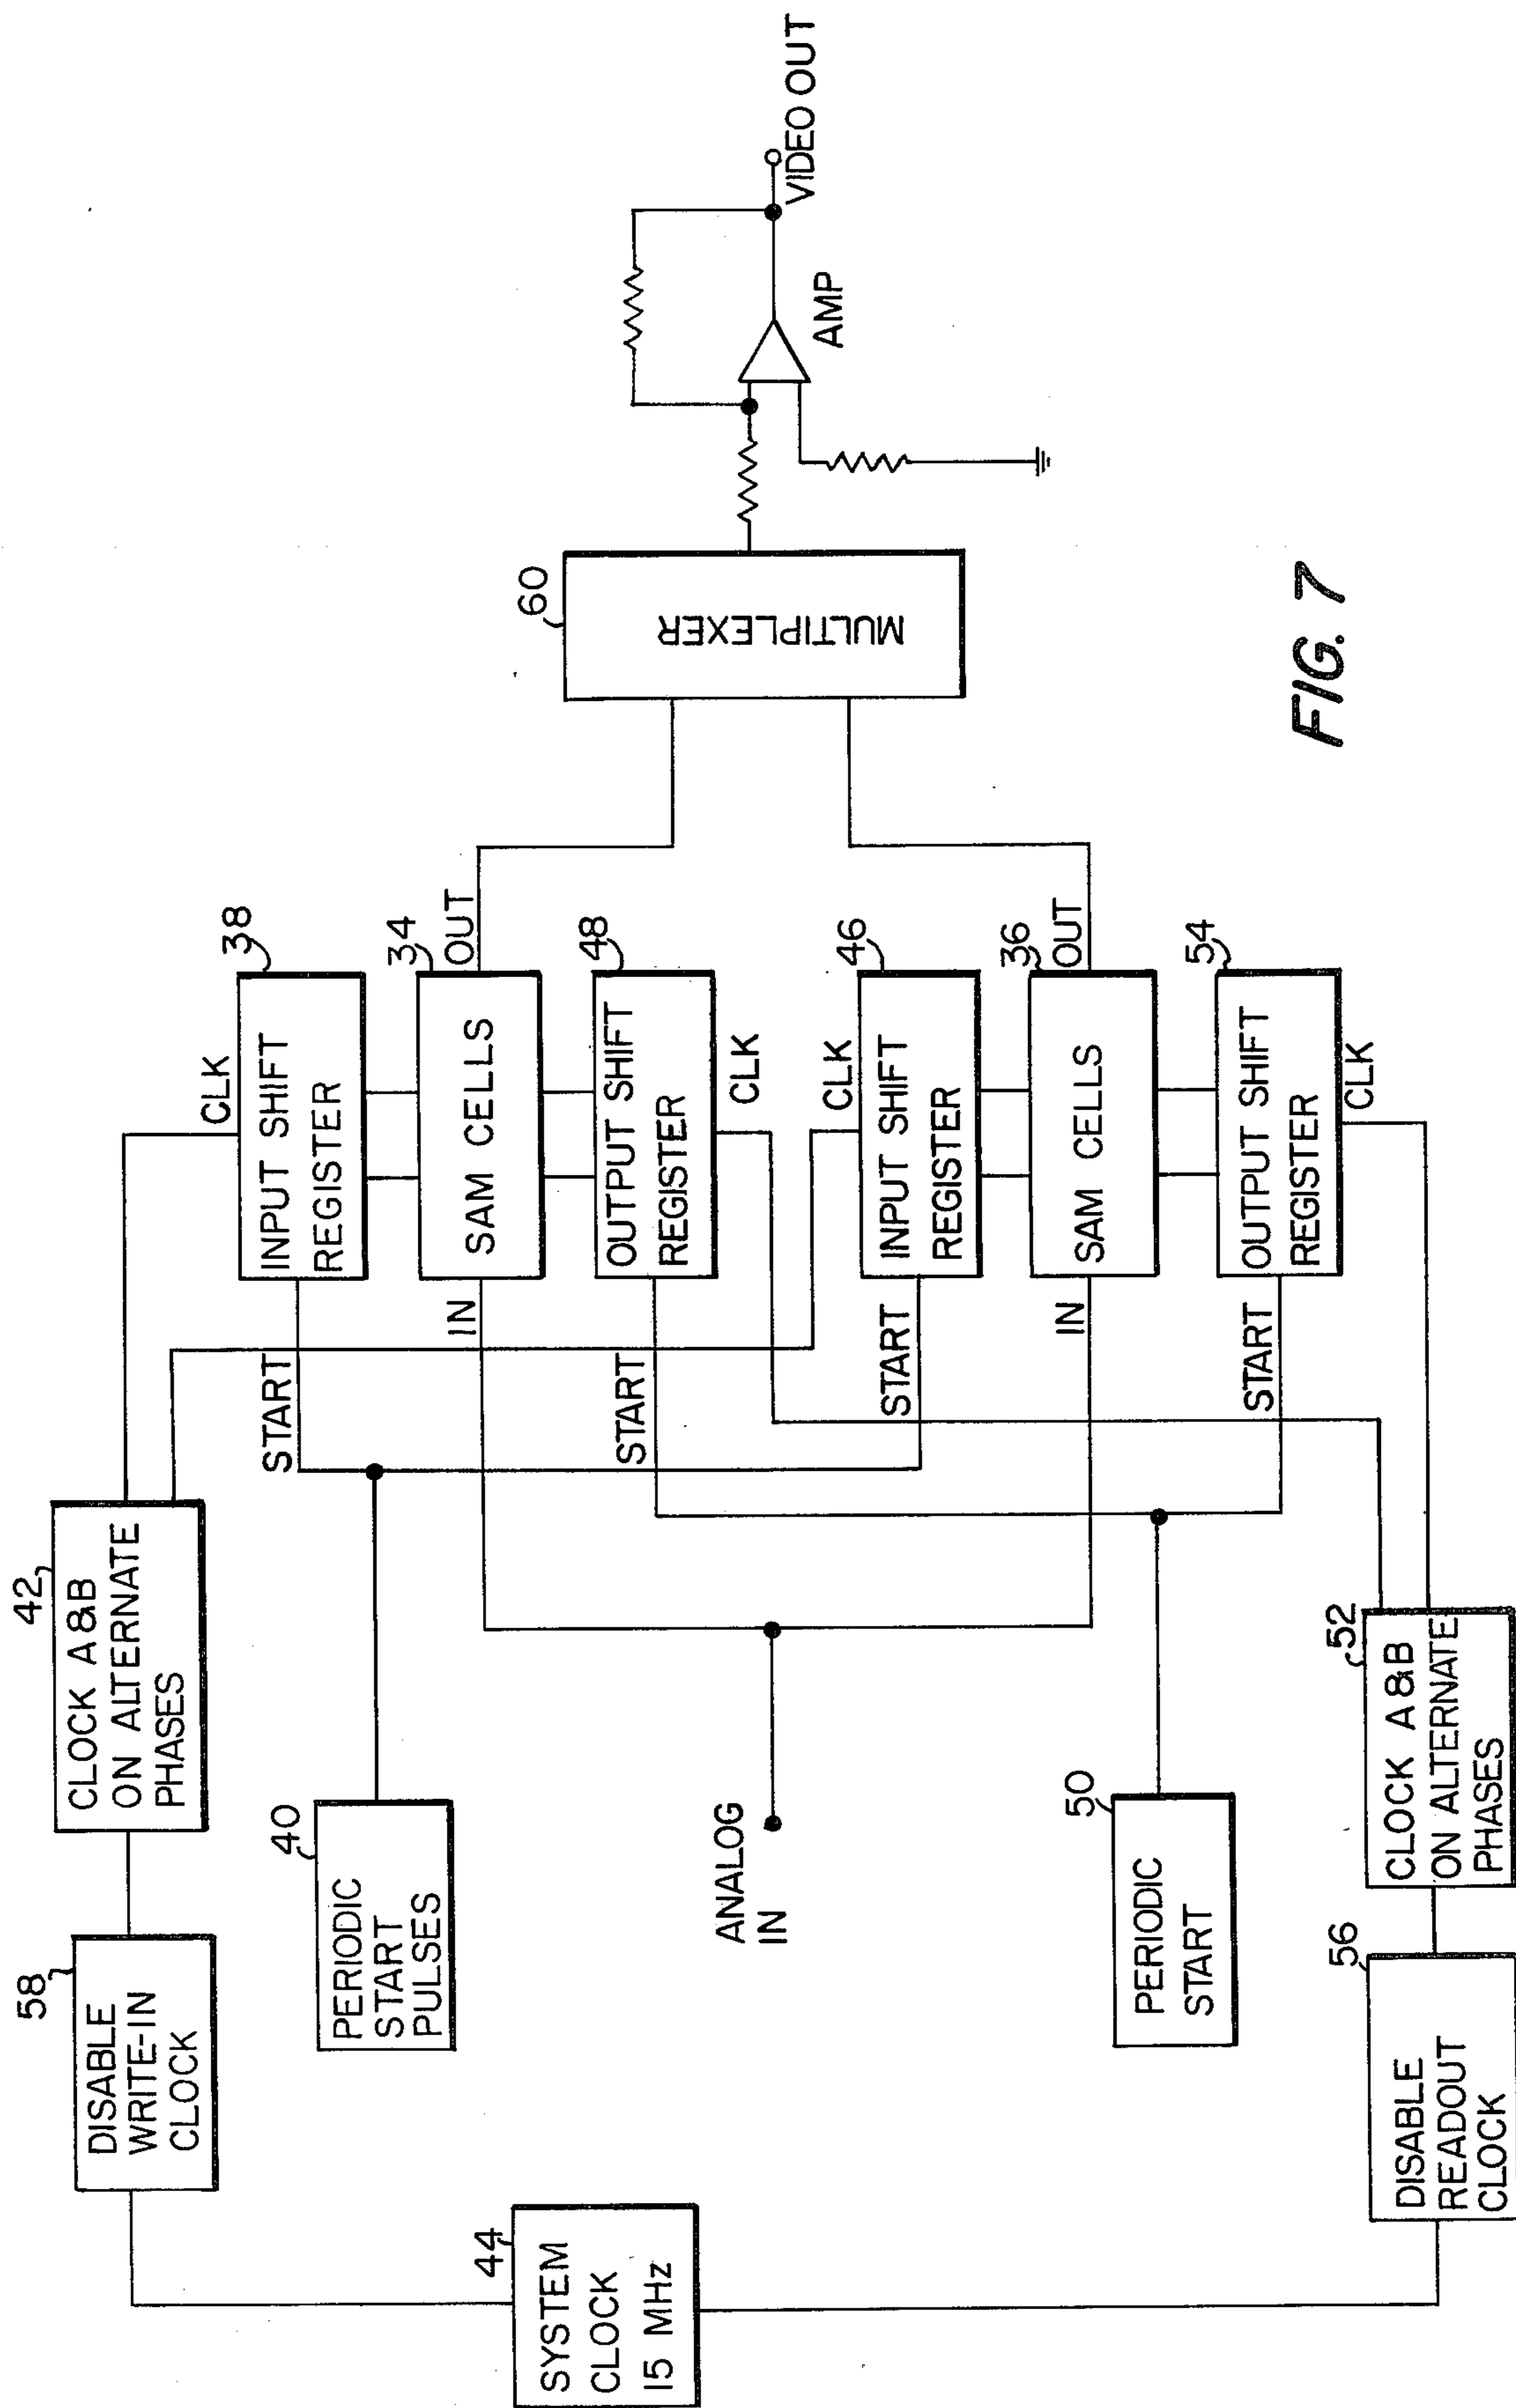 58
DISABLE
WRITE-IN
CLOCK
42
CLOCK A&B
ON ALTERNATE
PHASES
44
SYSTEM
CLOCK
15 MHz
40
PERIODIC
START
PULSES
ANALOG
IN
50
PERIODIC
START
56
DISABLE
READOUT
CLOCK
52
CLOCK A&B
ON ALTERNATE
PHASES
CLK
38
START
INPUT SHIFT
REGISTER
34
IN
SAM CELLS
OUT
48
START
OUTPUT SHIFT
REGISTER
CLK
CLK
46
START
INPUT SHIFT
REGISTER
36
IN
SAM CELLS
OUT
54
START
OUTPUT SHIFT
REGISTER
CLK
60
MULTIPLEXER
AMP
VIDEO OUT
FIG. 7